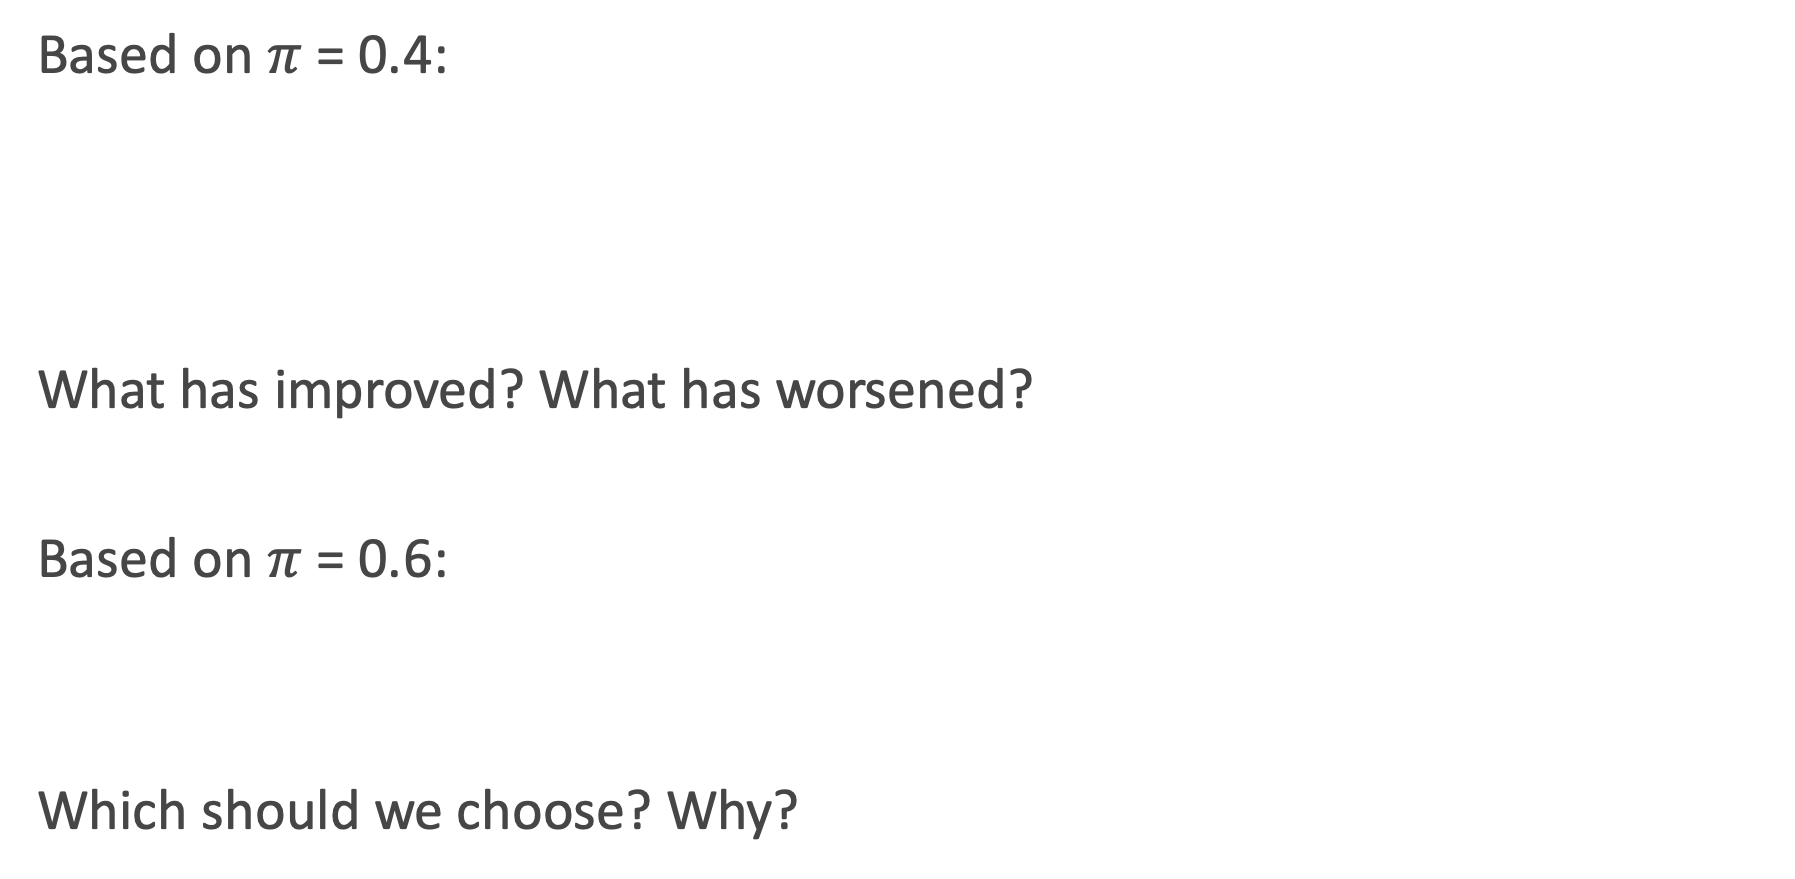 Based on 𝜋 = 0.4:
What has improved? What has worsened?
Based on 𝜋 = 0.6:
Which should we choose? Why?